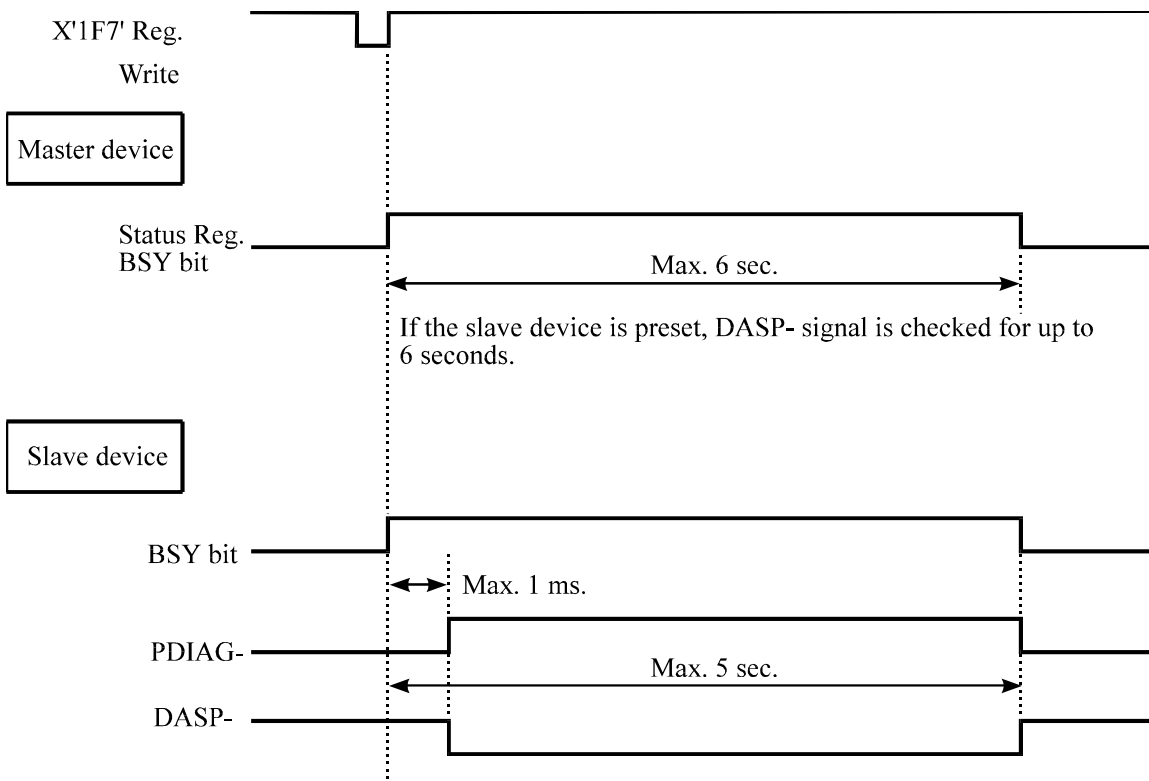 X'1F7' Reg.
Write
Master device
Status Reg.
BSY bit
Max. 6 sec.
If the slave device is preset, DASP- signal is checked for up to
6 seconds.
Slave device
BSY bit
Max. 1 ms.
PDIAG-
Max. 5 sec.
DASP-